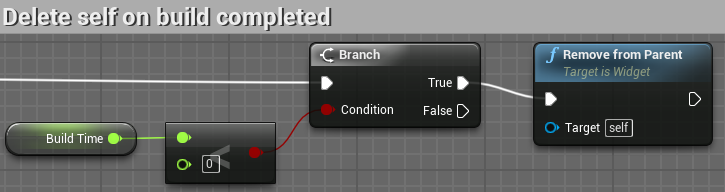 Delete self on build completed
Branch
True
Condition
False
Build Time
0
<
f Remove from Parent
Target is Widget
Target self